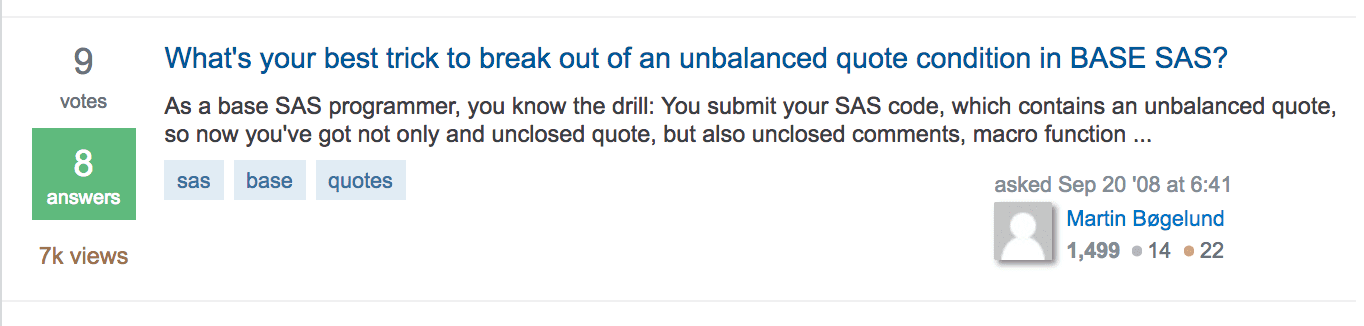 9
votes
8
answers
7k views
What's your best trick to break out of an unbalanced quote condition in BASE SAS?
As a base SAS programmer, you know the drill: You submit your SAS code, which contains an unbalanced quote,
so now you've got not only and unclosed quote, but also unclosed comments, macro function ...
sas base quotes
asked Sep 20 '08 at 6:41
Martin Bøgelund
1,499 ● 14 ● 22